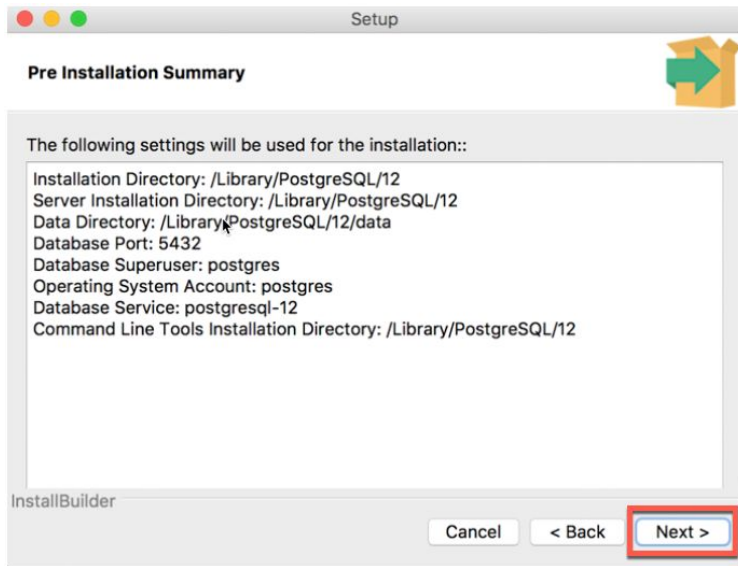 Setup
Pre Installation Summary
The following settings will be used for the installation::
Installation Directory: /Library/PostgreSQL/12
Server Installation Directory: /Library/PostgreSQL/12
Data Directory: /Library/PostgreSQL/12/data
Database Port: 5432
Database Superuser: postgres
Operating System Account: postgres
Database Service: postgresql-12
Command Line Tools Installation Directory: /Library/PostgreSQL/12
InstallBuilder
Cancel < Back Next >